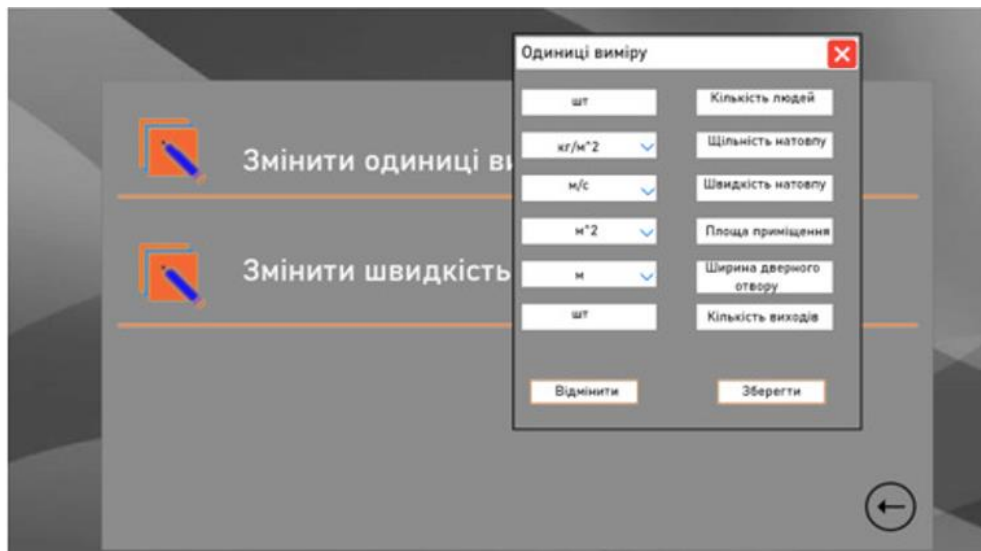 Одиниці виміру
шт Кількість людей
кг/м^2 Щільність натовпу
м/с Швидкість натовпу
м^2 Площа приміщення
м Ширина дверного
отвору
шт Кількість виходів
Відмінити Зберегти
Змінити одиниці ви
Змінити швидкість